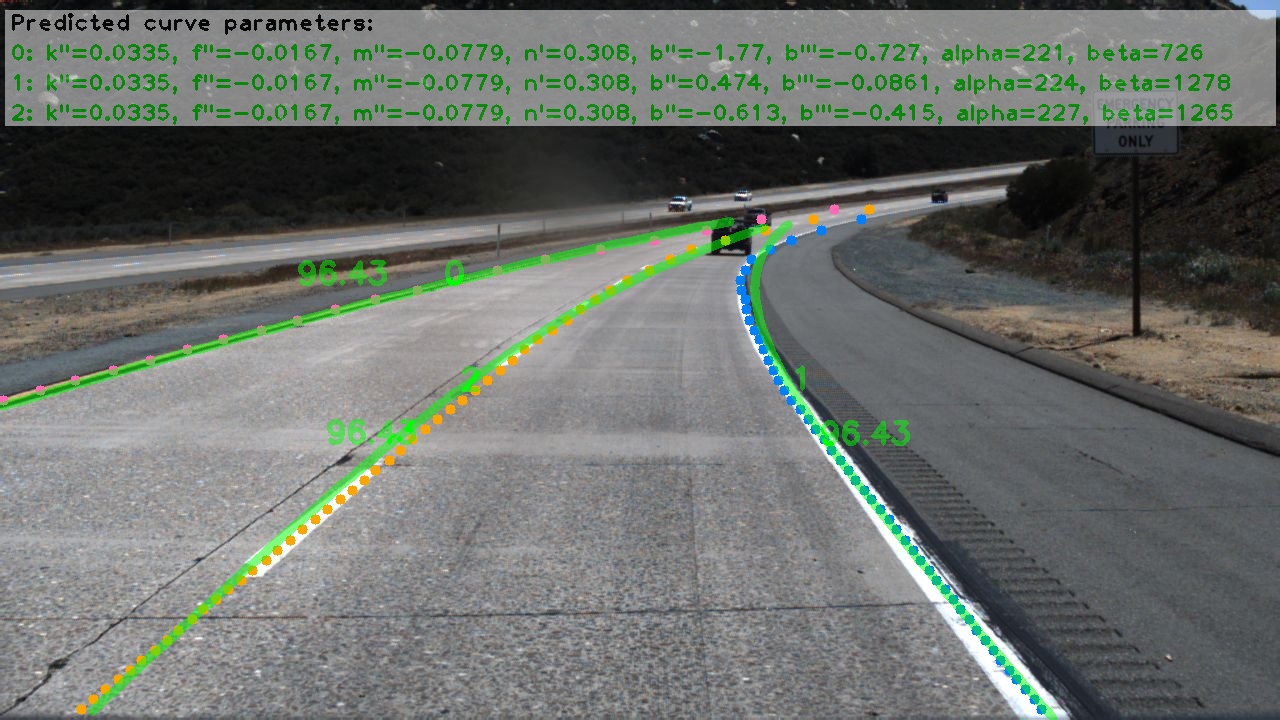 Predicted curve parameters:
0: k''=0.0335, f''=-0.0167, m''=-0.0779, n'=0.308, b''=-1.77, b'''=-0.727, alpha=221, beta=726
1: k''=0.0335, f''=-0.0167, m''=-0.0779, n'=0.308, b''=0.474, b'''=-0.0861, alpha=224, beta=1278
2: k''=0.0335, f''=-0.0167, m''=-0.0779, n'=0.308, b''=-0.613, b'''=-0.415, alpha=227, beta=1265
EMERGENCY
PARKING
ONLY
96.43 0
2 1
96.43 96.43